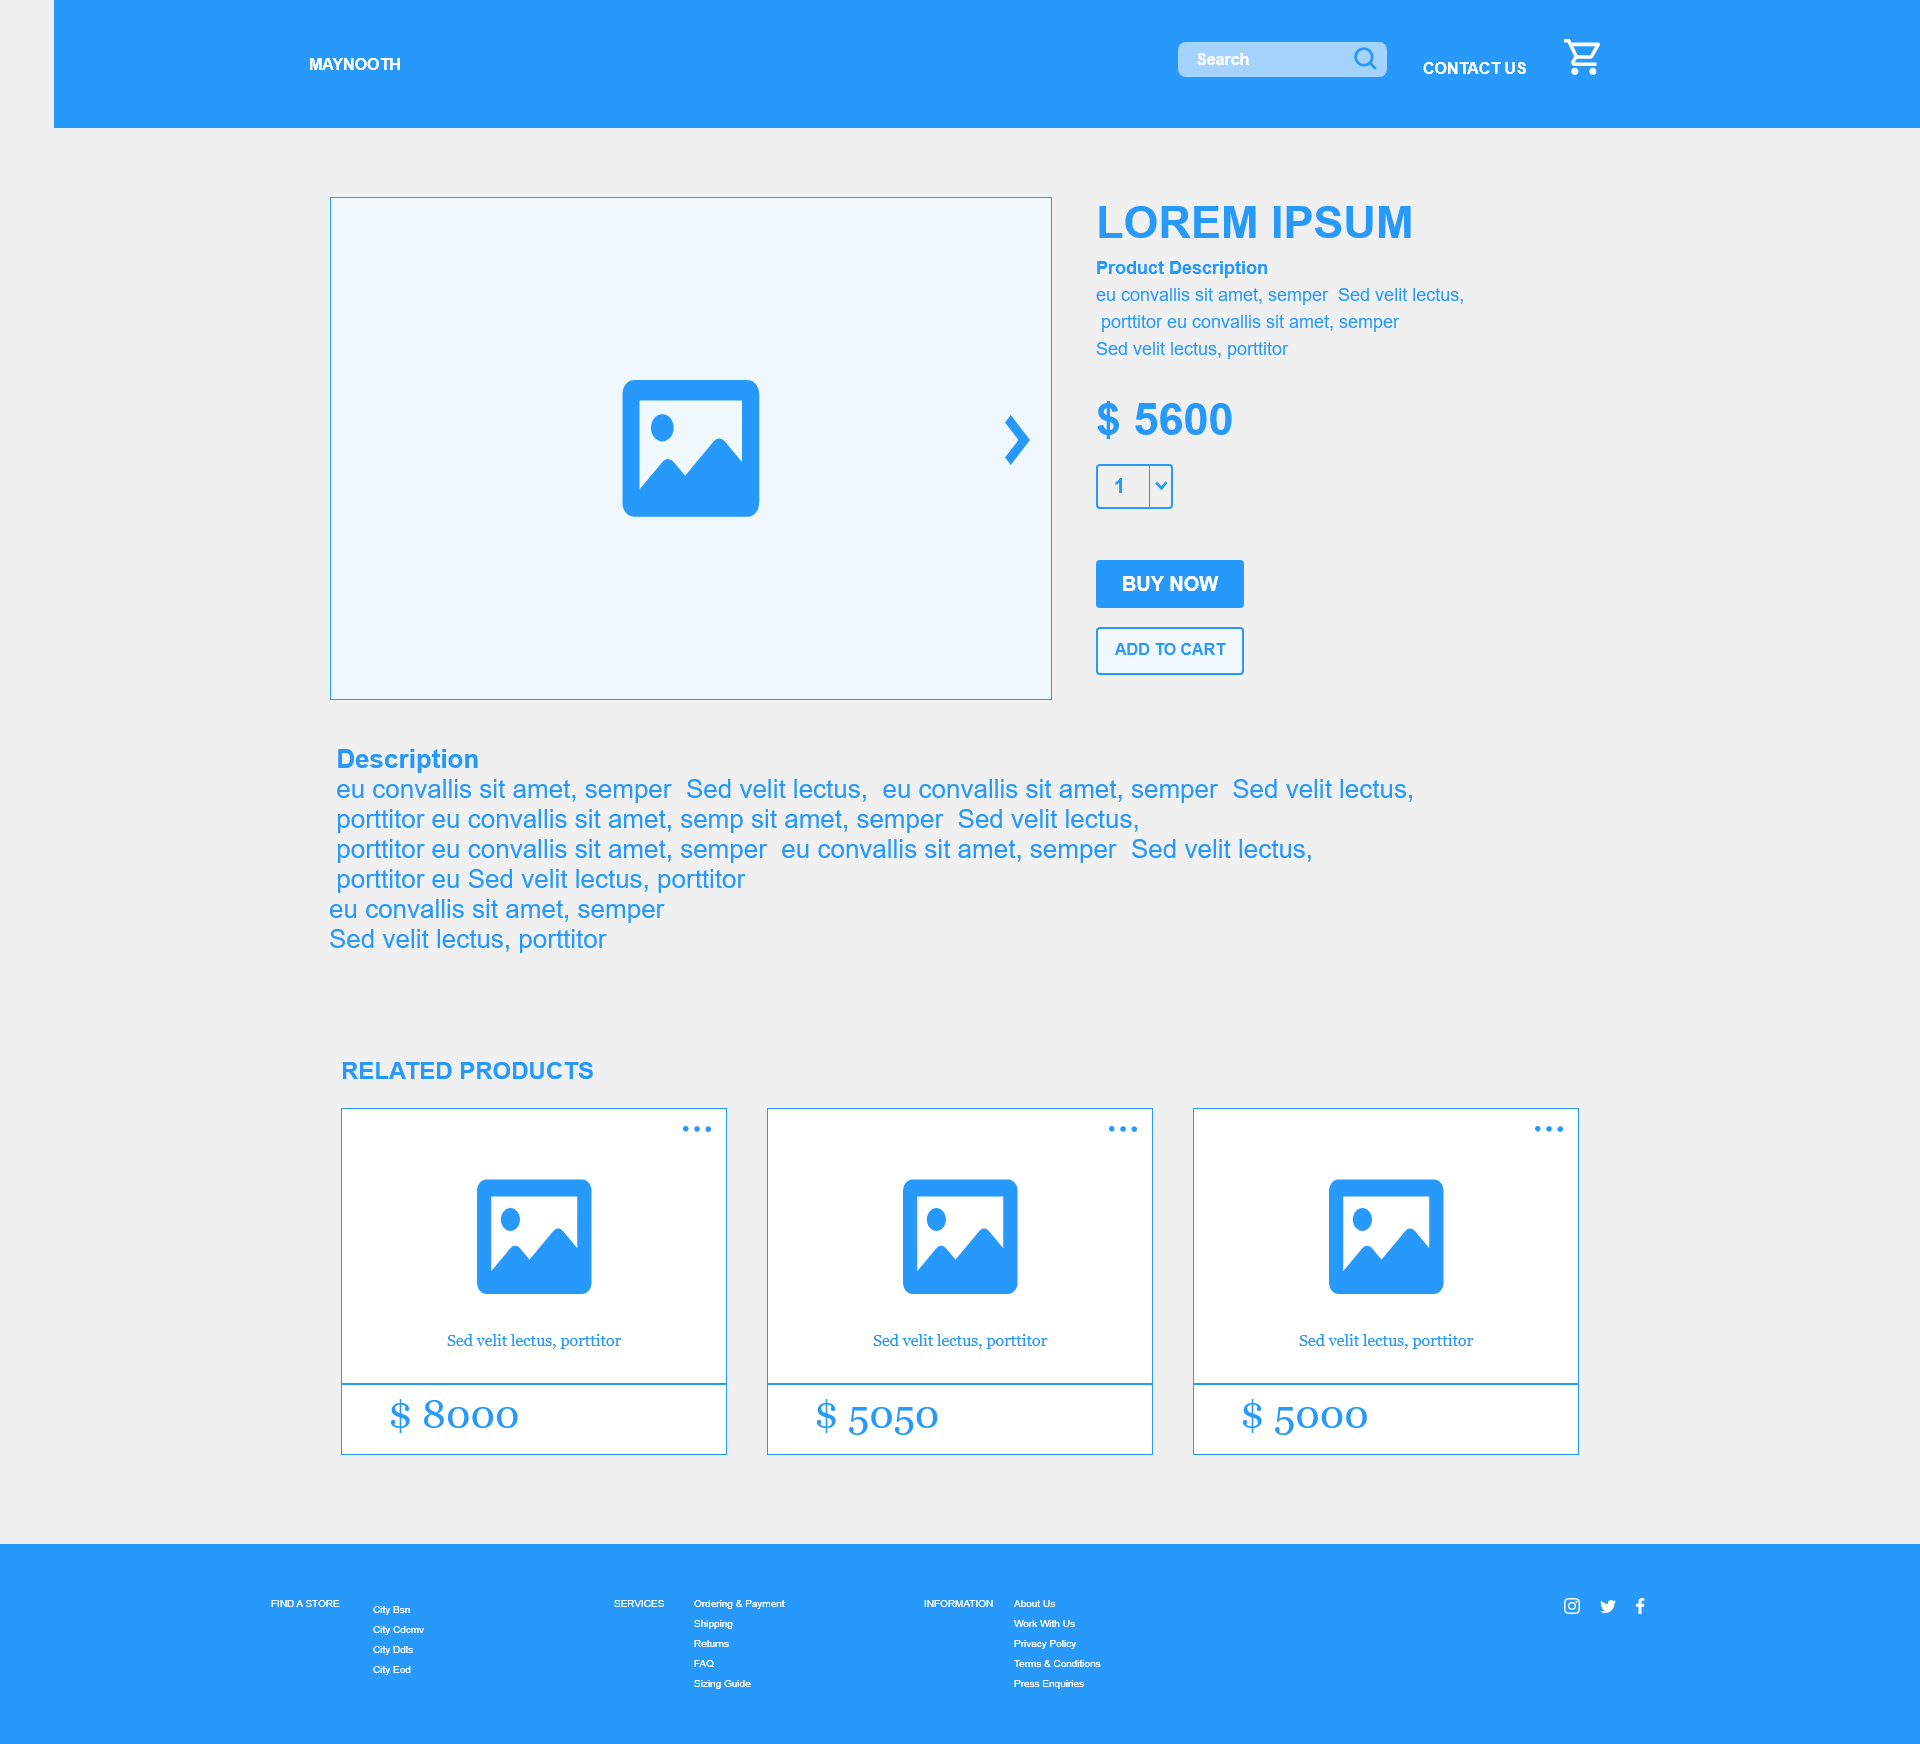 MAYNOOTH
Search
CONTACT US
LOREM IPSUM
Product Description
eu convallis sit amet, semper  Sed velit lectus,
porttitor eu convallis sit amet, semper
Sed velit lectus, porttitor
$ 5600
1
BUY NOW
ADD TO CART
Description
eu convallis sit amet, semper  Sed velit lectus,  eu convallis sit amet, semper  Sed velit lectus,
porttitor eu convallis sit amet, semp sit amet, semper  Sed velit lectus,
porttitor eu convallis sit amet, semper  eu convallis sit amet, semper  Sed velit lectus,
porttitor eu Sed velit lectus, porttitor
eu convallis sit amet, semper
Sed velit lectus, porttitor
RELATED PRODUCTS
Sed velit lectus, porttitor
$ 8000
Sed velit lectus, porttitor
$ 5050
Sed velit lectus, porttitor
$ 5000
FIND A STORE
City Bsn
City Cdcmv
City Ddls
City Eod
SERVICES
Ordering & Payment
Shipping
Returns
FAQ
Sizing Guide
INFORMATION
About Us
Work With Us
Privacy Policy
Terms & Conditions
Press Enquiries